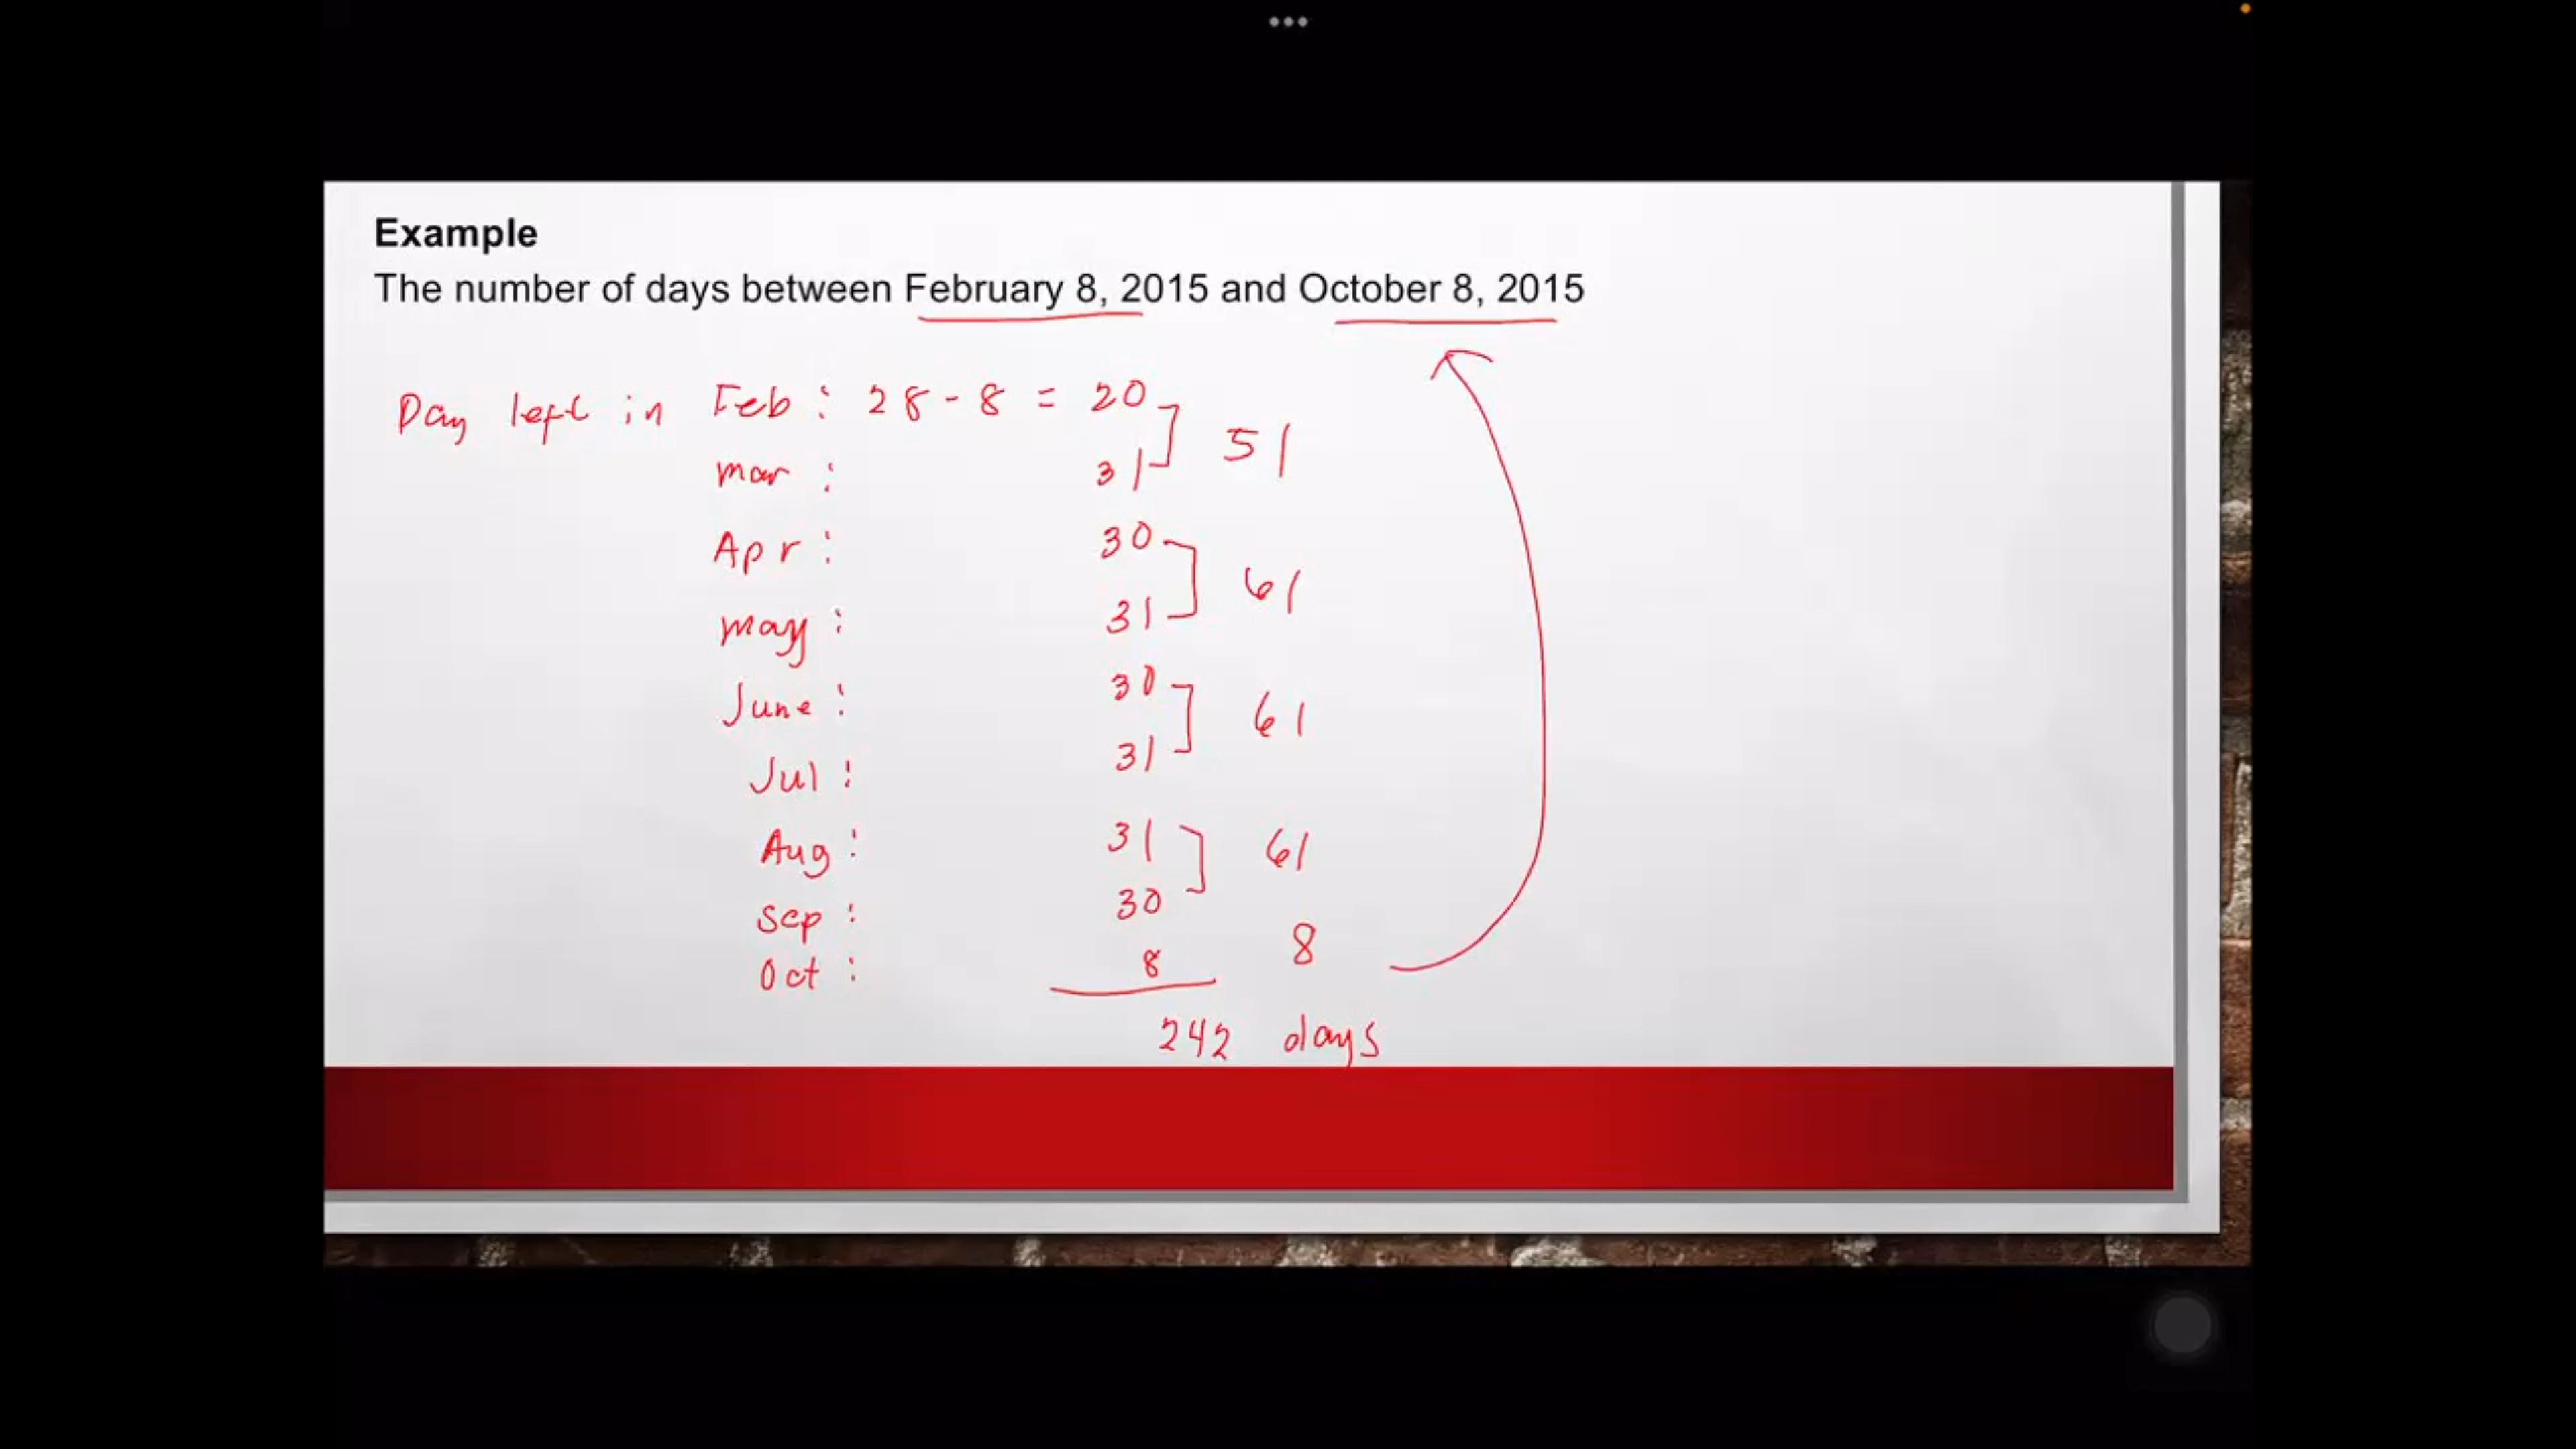 Example
The number of days between February 8, 2015 and October 8, 2015
Day left in Feb : 28 - 8 = 20
Mar : 31 51
Apr : 30
May : 31 61
June : 30
Jul : 31 61
Aug : 31
Sep : 30 61
Oct : 8 8
242 days